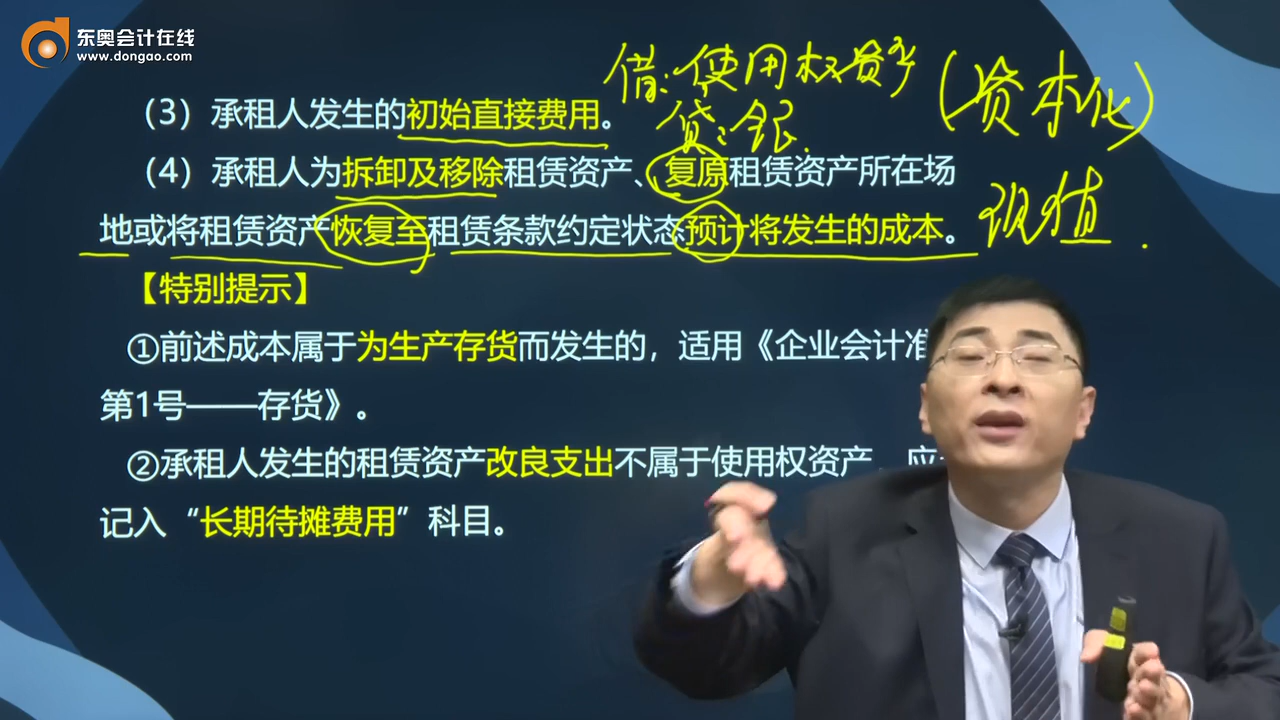 东奥会计在线
www.dongao.com
借:使用权资产(资本化)
贷:银
(3)承租人发生的初始直接费用。
(4)承租人为拆卸及移除租赁资产、复原租赁资产所在场
地或将租赁资产恢复至租赁条款约定状态预计将发生的成本。现值.
【特别提示】
①前述成本属于为生产存货而发生的,适用《企业会计准
第1号——存货》。
②承租人发生的租赁资产改良支出不属于使用权资产,应
记入“长期待摊费用”科目。